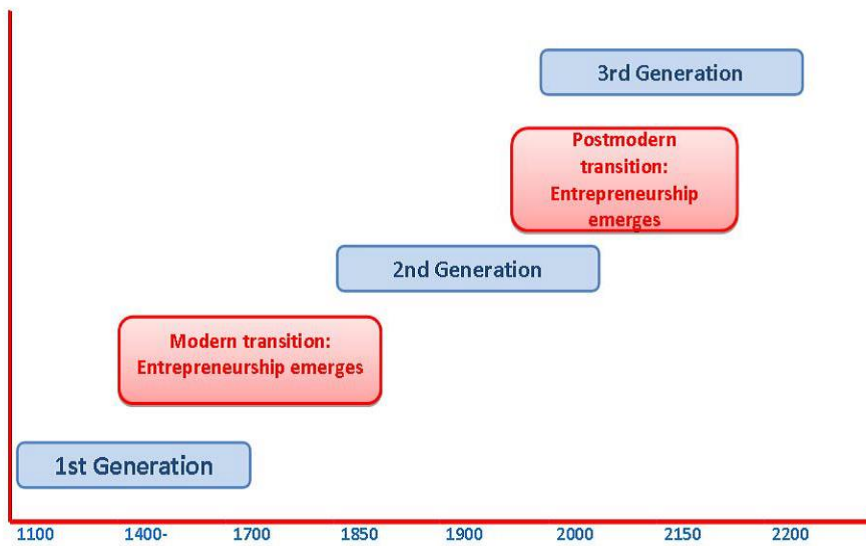 3rd Generation
Postmodern
transition:
Entrepreneurship
emerges
2nd Generation
Modern transition:
Entrepreneurship emerges
1st Generation
1100 1400- 1700 1850 1900 2000 2150 2200